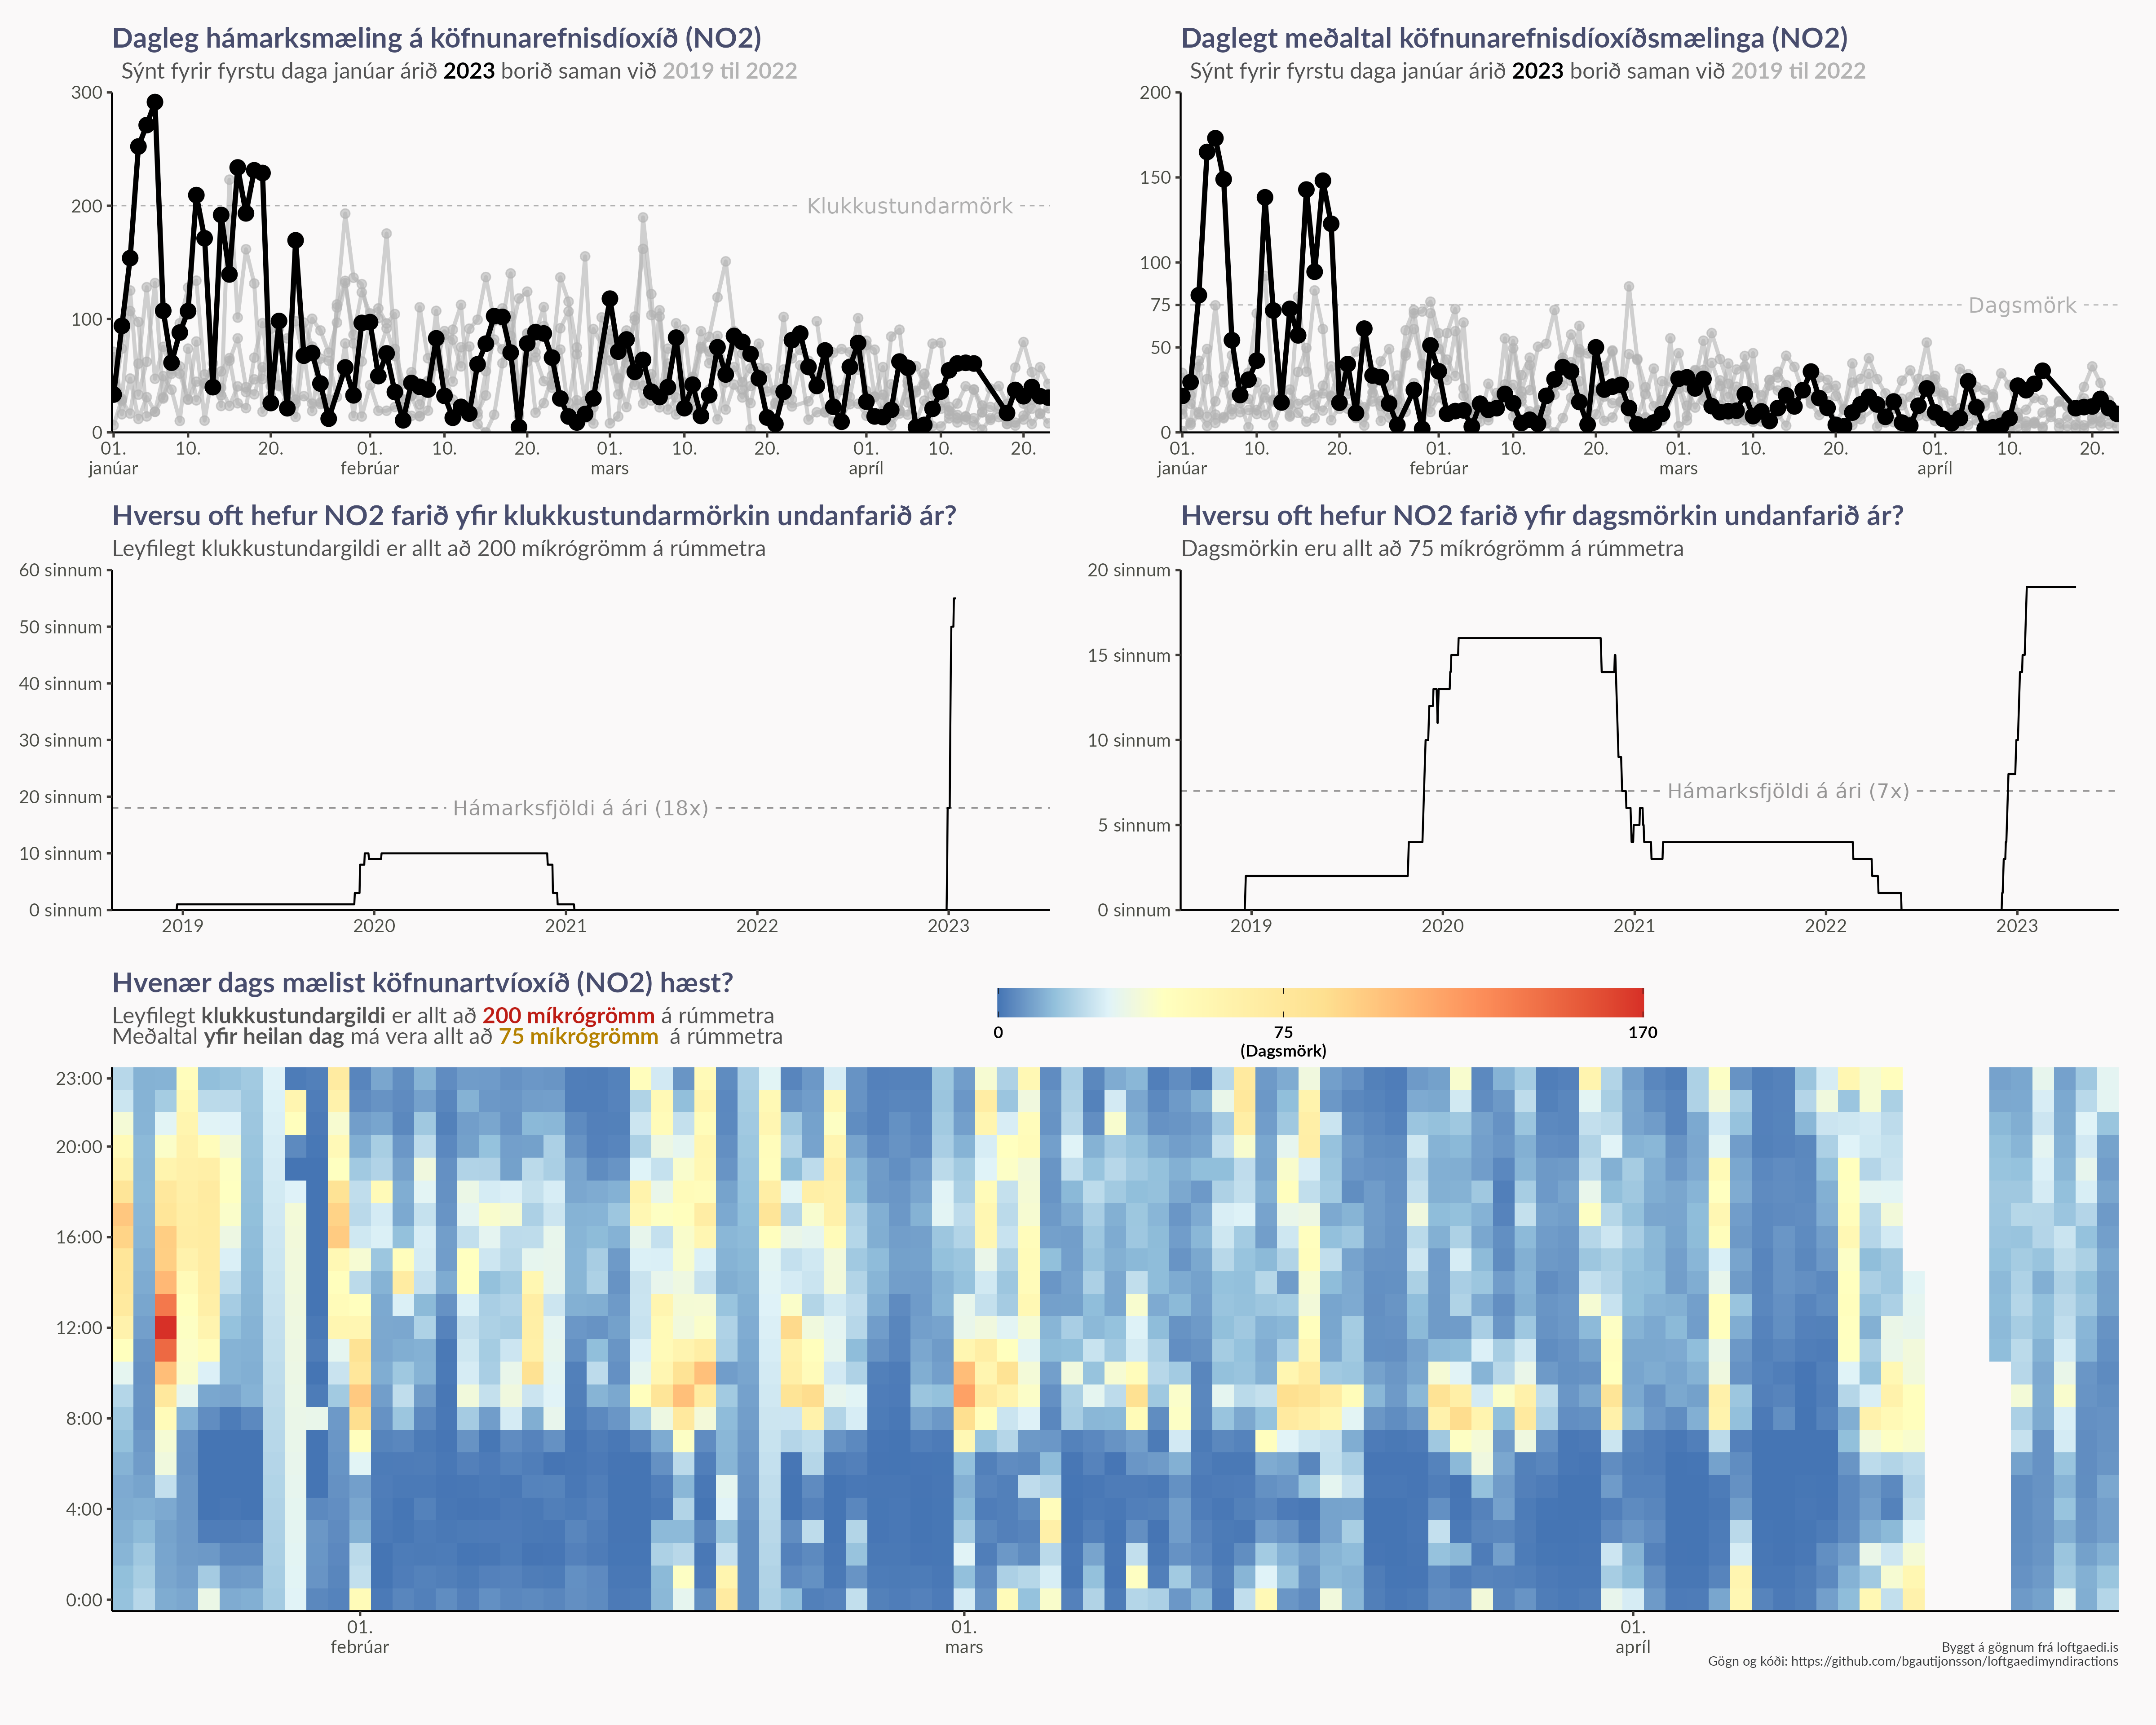 Dagleg hámarksmæling á köfnunarefnisdíoxíð (NO2)
Sýnt fyrir fyrstu daga janúar árið 2023 borið saman við 2019 til 2022
300
200
100
0
Klukkustundarmörk
01. 10. 20. 01. 10. 20. 01. 10. 20. 01. 10. 20.
janúar febrúar mars apríl
Daglegt meðaltal köfnunarefnisdíoxíðsmælinga (NO2)
Sýnt fyrir fyrstu daga janúar árið 2023 borið saman við 2019 til 2022
200
150
100
75
50
0
Dagsmörk
01. 10. 20. 01. 10. 20. 01. 10. 20. 01. 10. 20.
janúar febrúar mars apríl
Hversu oft hefur NO2 farið yfir klukkustundarmörkin undanfarið ár?
Leyfilegt klukkustundargildi er allt að 200 míkrógrömm á rúmmetra
60 sinnum
50 sinnum
40 sinnum
30 sinnum
20 sinnum
10 sinnum
0 sinnum
Hámarksfjöldi á ári (18x)
2019 2020 2021 2022 2023
Hversu oft hefur NO2 farið yfir dagsmörkin undanfarið ár?
Dagsmörkin eru allt að 75 míkrógrömm á rúmmetra
20 sinnum
15 sinnum
10 sinnum
5 sinnum
0 sinnum
Hámarksfjöldi á ári (7x)
2019 2020 2021 2022 2023
Hvenær dags mælist köfnunartvíoxíð (NO2) hæst?
Leyfilegt klukkustundargildi er allt að 200 míkrógrömm á rúmmetra
Meðaltal yfir heilan dag má vera allt að 75 míkrógrömm á rúmmetra
0 75 170
(Dagsmörk)
23:00
20:00
16:00
12:00
8:00
4:00
0:00
01. 01. 01.
febrúar mars apríl
Byggt á gögnum frá loftgaedi.is
Gögn og kóði: https://github.com/bgautijonsson/loftgaedimyndiractions